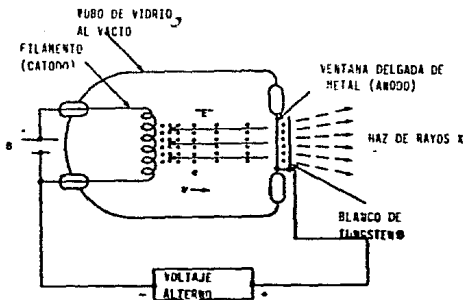 TUBO DE VIDRIO
AL VACIO
FILAMENTO
(CATODO)
VENTANA DELGADA DE
METAL (ANODO)
E
HAZ DE RAYOS X
B
BLANCO DE
TUNGSTENO
VOLTAJE
ALTERNO
- +